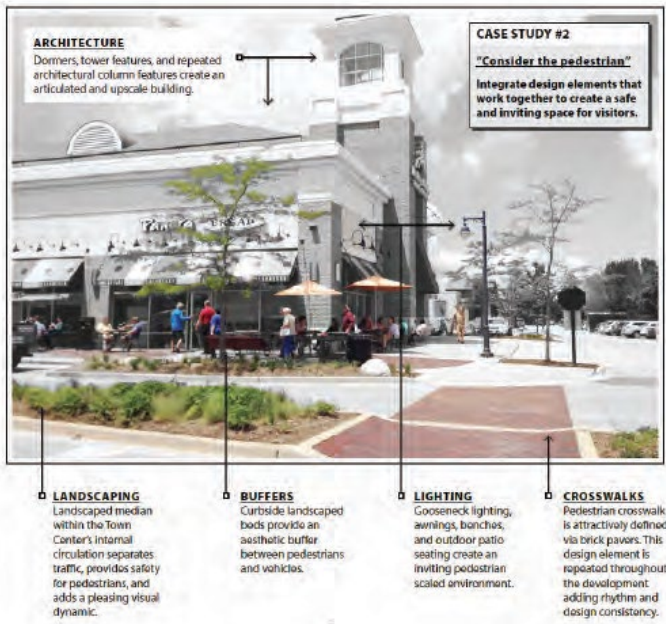 ARCHITECTURE
Dormers, tower features, and repeated
architectural column features create an
articulated and upscale building.
CASE STUDY #2
"Consider the pedestrian"
Integrate design elements that
work together to create a safe
and inviting space for visitors.
BREAD
LANDSCAPING
Landscaped median
within the Town
Center's internal
circulation separates
traffic, provides safety
for pedestrians, and
adds a pleasing visual
dynamic.
BUFFERS
Curbside landscaped
beds provide an
aesthetic buffer
between pedestrians
and vehicles.
LIGHTING
Gooseneck lighting,
awnings, benches,
and outdoor patio
seating create an
inviting pedestrian
scaled environment.
CROSSWALKS
Pedestrian crosswalk
is attractively defined
via brick pavers. This
design element is
repeated throughout
the development
adding rhythm and
design consistency.